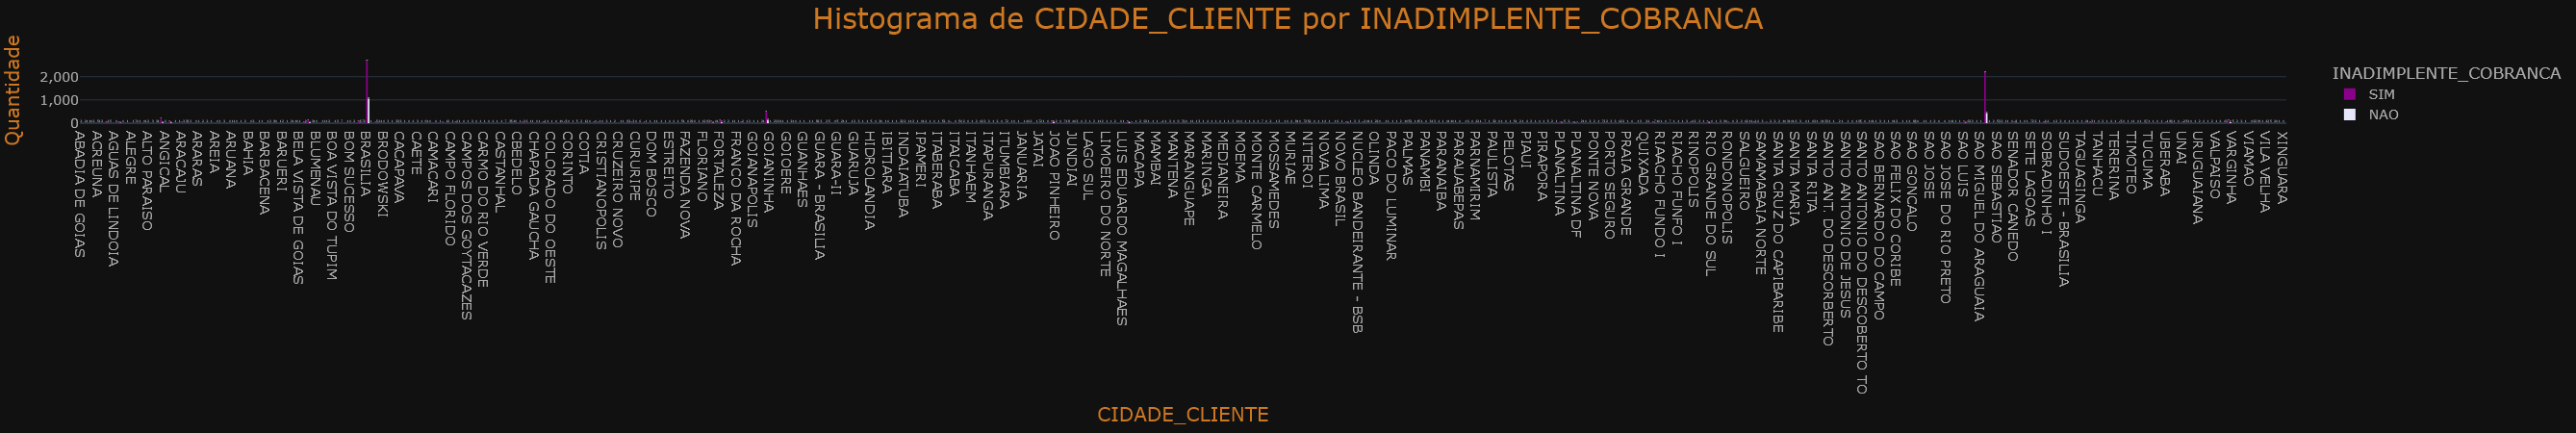 Histograma de CIDADE_CLIENTE por INADIMPLENTE_COBRANCA
Quantitade
2,000
1,000
0
INADIMPLENTE_COBRANCA
SIM
NAO
ABADIA DE GOIAS
ACREUNA
AGUAS DE LINDOIA
ALEGRE
ALTO PARAISO
ANGICAL
ARACAJU
ARARAS
AREIA
ARUANA
BAHIA
BARBACENA
BARUERI
BELA VISTA DE GOIAS
BLUMENAU
BOA VISTA DO TUPIM
BOM SUCESSO
BRASILIA
BRODOWSKI
CACAPAVA
CAETE
CAMACARI
CAMPO FLORIDO
CAMPOS DOS GOYTACAZES
CARMO DO RIO VERDE
CASTANHAL
CBEDELO
CHAPADA GAUCHA
COLORADO DO OESTE
CORINTO
COTIA
CRISTIANOPOLIS
CRUZEIRO NOVO
CURURIPE
DOM BOSCO
ESTREITO
FAZENDA NOVA
FLORIANO
FORTALEZA
FRANCO DA ROCHA
GOIANAPOLIS
GOIANINHA
GOIOERE
GUANHAES
GUARA - BRASILIA
GUARA-II
GUARUJA
HIDROLANDIA
IBITIARA
INDAIATUBA
IPAMERI
ITABERABA
ITAICABA
ITANHAEM
ITAPURANGA
ITUMBIARA
JANUARIA
JATAI
JOAO PINHEIRO
JUNDIAI
LAGO SUL
LIMOEIRO DO NORTE
LUIS EDUARDO MAGALHAES
MACAPA
MAMBAI
MANTENA
MARANGUAPE
MARINGA
MEDIANEIRA
MOEMA
MONTE CARMELO
MOSSAMEDES
MURIAE
NITEROI
NOVA LIMA
NOVO BRASIL
NUCLEO BANDEIRANTE - BSB
OLINDA
PACO DO LUMINAR
PALMAS
PANAMBI
PARANAIBA
PARAUABEPAS
PARNAMIRIM
PAULISTA
PELOTAS
PIAUI
PIRAPORA
PLANALTINA
PLANALTINA DF
PONTE NOVA
PORTO SEGURO
PRAIA GRANDE
QUIXADA
RIAACHO FUNDO I
RIACHO FUNFO I
RINOPOLIS
RIO GRANDE DO SUL
RONDONOPOLIS
SALGUEIRO
SAMAMABAIA NORTE
SANTA CRUZ DO CAPIBARIBE
SANTA MARIA
SANTA RITA
SANTO ANT. DO DESCORBERTO
SANTO ANTONIO DE JESUS
SANTO ANTONIO DO DESCOBERTO TO
SAO BERNARDO DO CAMPO
SAO FELIX DO CORIBE
SAO GONCALO
SAO JOSE
SAO JOSE DO RIO PRETO
SAO LUIS
SAO MIGUEL DO ARAGUAIA
SAO SEBASTIAO
SENADOR CANEDO
SETE LAGOAS
SOBRADINHO I
SUDOESTE - BRASILIA
TAGUAGINGA
TANHACU
TERERINA
TIMOTEO
TUCUMA
UBERABA
UNAI
URUGUAIANA
VALPAISO
VARGINHA
VIAMAO
VILA VELHA
XINGUARA
CIDADE_CLIENTE